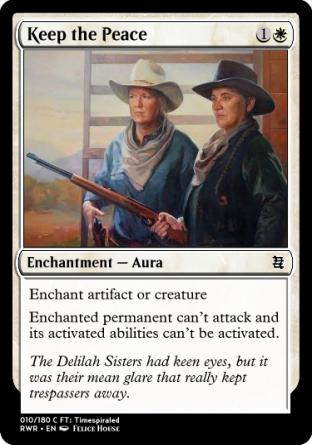 Keep the Peace 1
Enchantment — Aura
Enchant artifact or creature
Enchanted permanent can't attack and
its activated abilities can't be activated.
The Delilah Sisters had keen eyes, but it
was their mean glare that really kept
trespassers away.
010/180 C FT: Timespiraled
RWR • EN FELICE HOUSE